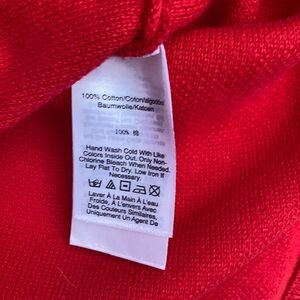 100% Cotton/Coton/Algodón
Baumwolle/Katoen
100% 棉
Hand Wash Cold With Like
Colors Inside Out. Only Non-
Chlorine Bleach When Needed.
Lay Flat To Dry. Low Iron If
Necessary.
Laver À La Main À L'eau
Froide, À L'envers Avec
Des Couleurs Similaires,
Uniquement Un Agent De